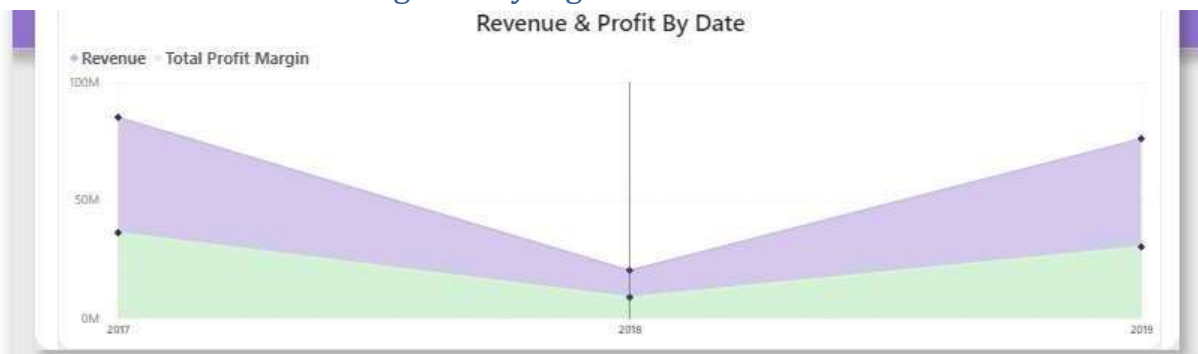 Revenue & Profit By Date
Revenue Total Profit Margin
100M
50M
0M
2017 2018 2019